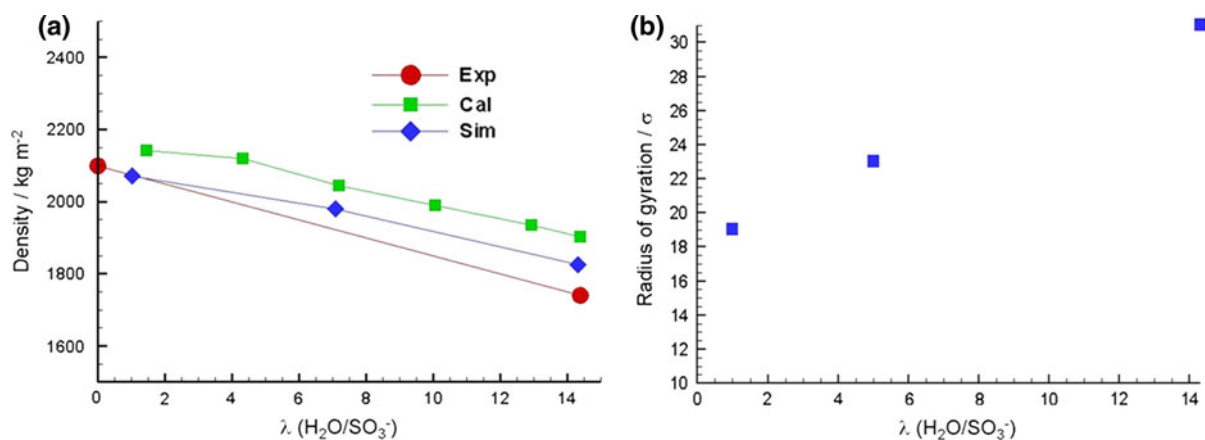 (a)
2400
2200
2000
1800
1600
Density / kg m⁻²
0 2 4 6 8 10 12 14
λ (H₂O/SO₃⁻)
Exp
Cal
Sim
(b)
30
28
26
24
22
20
18
16
14
12
10
Radius of gyration / σ
0 2 4 6 8 10 12 14
λ (H₂O/SO₃⁻)